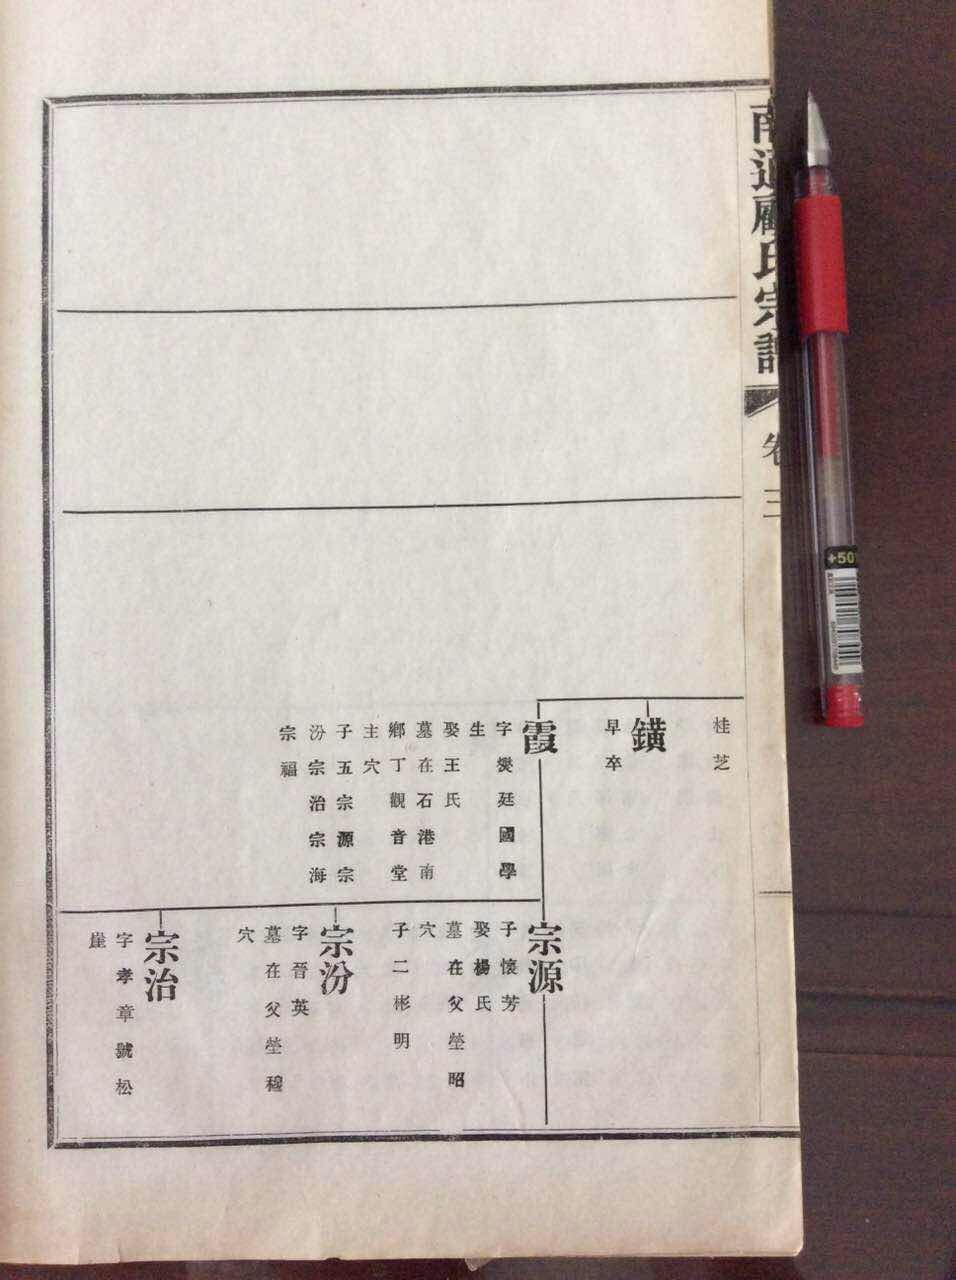 南通顧氏宗譜
卷三
桂芝
鐄
早卒
霞
字爕廷國學
生
娶王氏
墓在石港南
鄉丁觀音堂
主穴
子五宗源宗
汾宗治宗海
宗福
宗源
子懷芳
娶楊氏
墓在父塋昭
穴
子二彬明
宗汾
字晉英
墓在父塋穆
穴
宗治
字孝章號松
崖
+50%